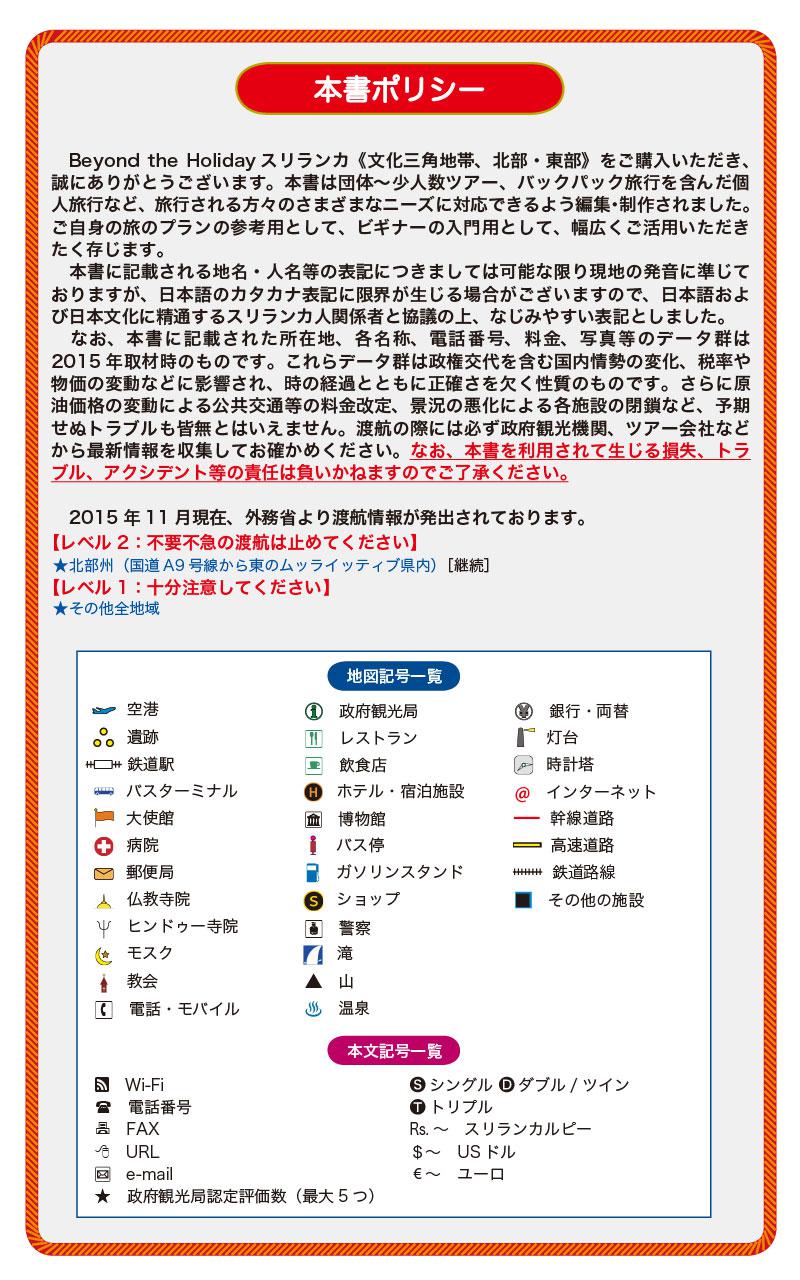 本書ポリシー
Beyond the Holiday スリランカ《文化三角地帯、北部・東部》をご購入いただき、
誠にありがとうございます。本書は団体〜少人数ツアー、バックパック旅行を含んだ個
人旅行など、旅行される方々のさまざまなニーズに対応できるよう編集・制作されました。
ご自身の旅のプランの参考用として、ビギナーの入門用として、幅広くご活用いただき
たく存じます。
本書に記載される地名・人名等の表記につきましては可能な限り現地の発音に準じて
おりますが、日本語のカタカナ表記に限界が生じる場合がございますので、日本語およ
び日本文化に精通するスリランカ人関係者と協議の上、なじみやすい表記としました。
なお、本書に記載された所在地、各名称、電話番号、料金、写真等のデータ群は
2015 年取材時のものです。これらデータ群は政権交代を含む国内情勢の変化、税率や
物価の変動などに影響され、時の経過とともに正確さを欠く性質のものです。さらに原
油価格の変動による公共交通等の料金改定、景況の悪化による各施設の閉鎖など、予期
せぬトラブルも皆無とはいえません。渡航の際には必ず政府観光機関、ツアー会社など
から最新情報を収集してお確かめください。なお、本書を利用されて生じる損失、トラ
ブル、アクシデント等の責任は負いかねますのでご了承ください。
2015 年 11 月現在、外務省より渡航情報が発出されております。
【レベル 2：不要不急の渡航は止めてください】
★北部州（国道 A9 号線から東のムッライッティブ県内）［継続］
【レベル 1：十分注意してください】
★その他全地域
地図記号一覧
空港
遺跡
鉄道駅
バスターミナル
大使館
病院
郵便局
仏教寺院
ヒンドゥー寺院
モスク
教会
電話・モバイル
政府観光局
レストラン
飲食店
H ホテル・宿泊施設
博物館
バス停
ガソリンスタンド
S ショップ
警察
滝
山
温泉
銀行・両替
灯台
時計塔
@ インターネット
幹線道路
高速道路
鉄道路線
その他の施設
本文記号一覧
Wi-Fi
電話番号
FAX
URL
e-mail
★ 政府観光局認定評価数（最大 5 つ）
S シングル D ダブル / ツイン
T トリプル
Rs. 〜 スリランカルピー
$〜 US ドル
€〜 ユーロ